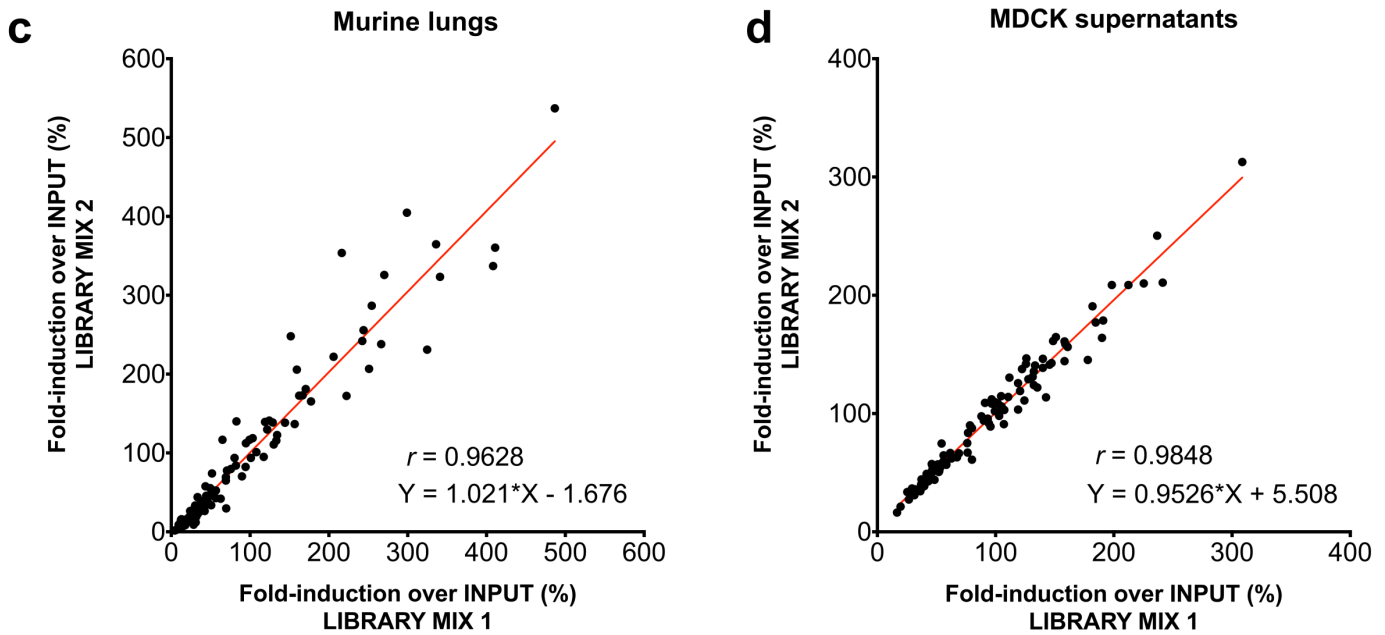 c
Murine lungs
Fold-induction over INPUT (%)
LIBRARY MIX 2
600
500
400
300
200
100
0
r = 0.9628
Y = 1.021*X - 1.676
0 100 200 300 400 500 600
Fold-induction over INPUT (%)
LIBRARY MIX 1
d
MDCK supernatants
Fold-induction over INPUT (%)
LIBRARY MIX 2
400
300
200
100
0
r = 0.9848
Y = 0.9526*X + 5.508
0 100 200 300 400
Fold-induction over INPUT (%)
LIBRARY MIX 1